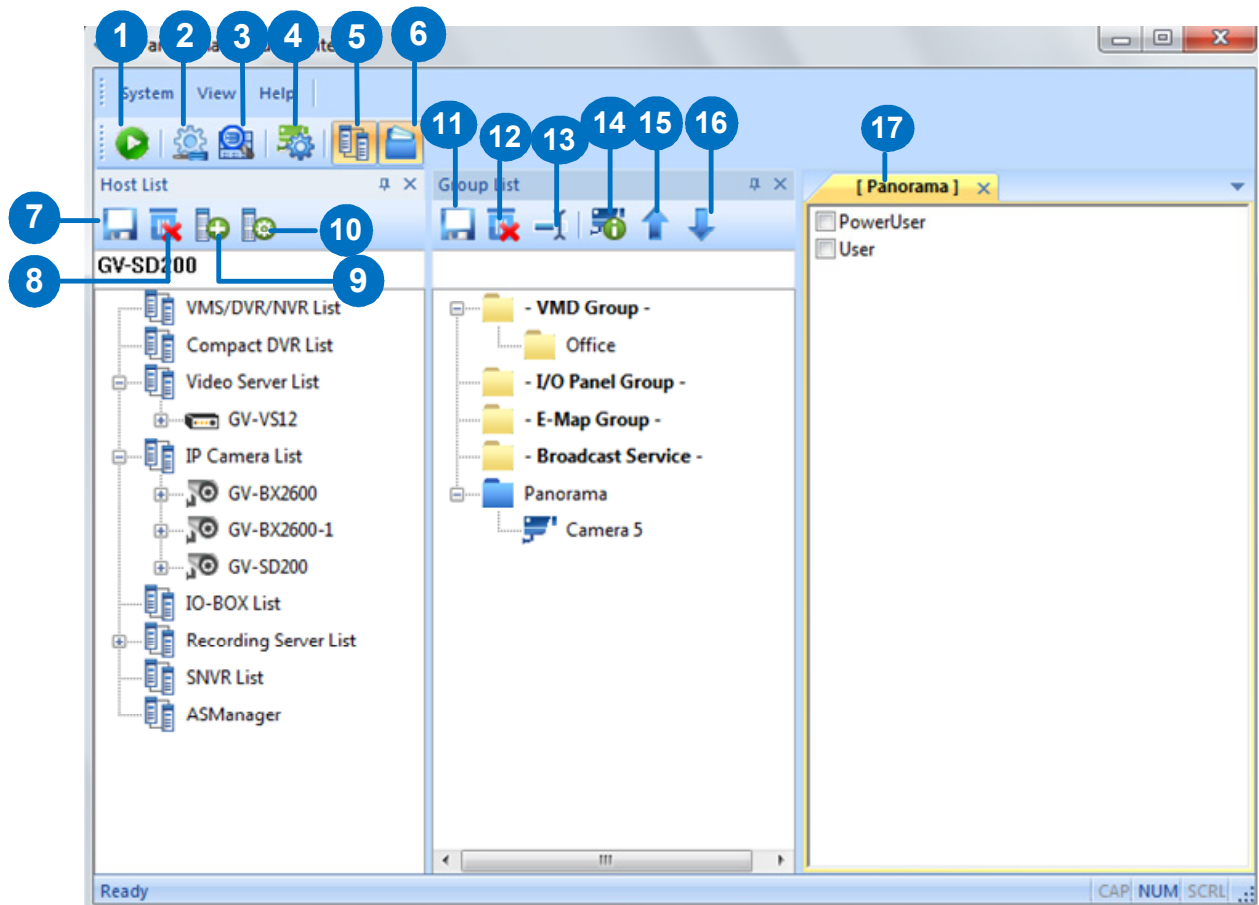 1 2 3 4 5 6
System View Help
11 12 13 14 15 16
17
Host List
Group List
[ Panorama ]
7
10
8
9
GV-SD200
PowerUser
User
VMS/DVR/NVR List
Compact DVR List
Video Server List
GV-VS12
IP Camera List
GV-BX2600
GV-BX2600-1
GV-SD200
IO-BOX List
Recording Server List
SNVR List
ASManager
- VMD Group -
Office
- I/O Panel Group -
- E-Map Group -
- Broadcast Service -
Panorama
Camera 5
Ready
CAP NUM SCRL